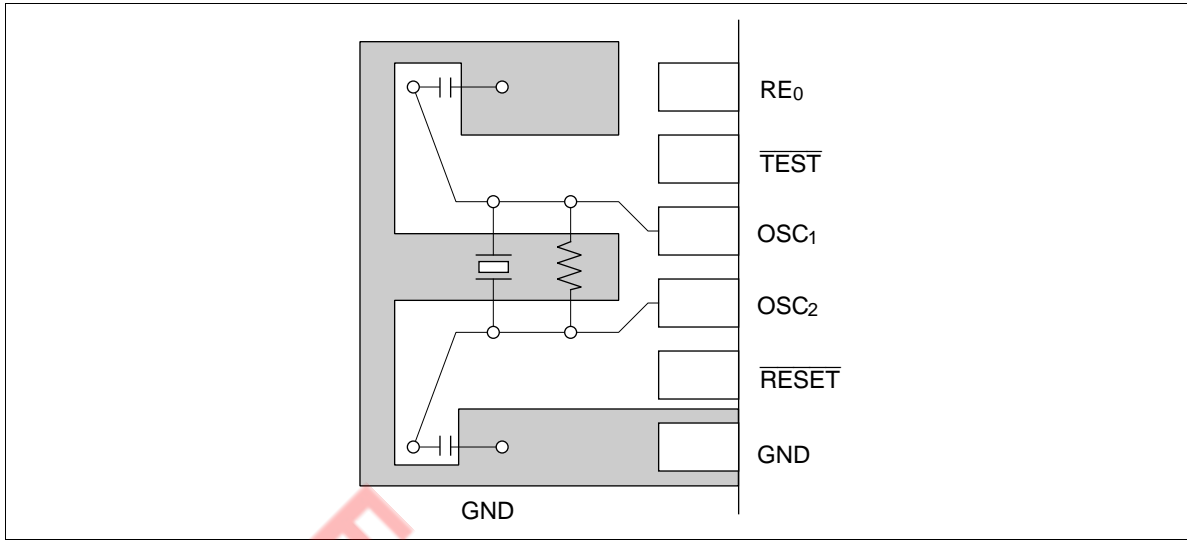 RE0
TEST
OSC1
OSC2
RESET
GND
GND